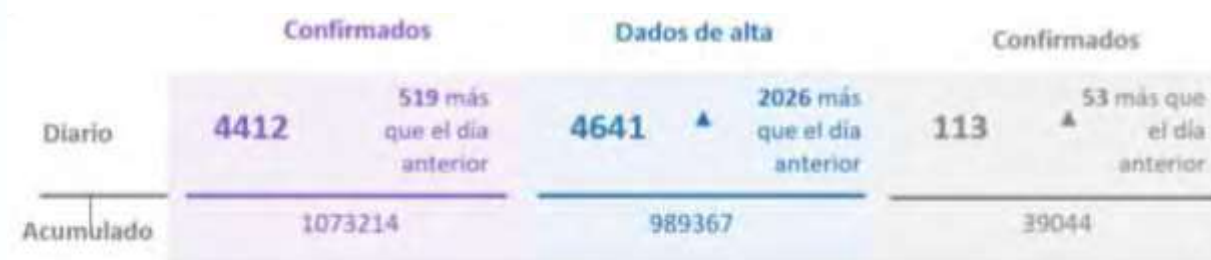 Confirmados
Dados de alta
Confirmados
Diario
4412
519 más
que el día
anterior
4641 ▲
2026 más
que el día
anterior
113 ▲
53 más que
el día
anterior
Acumulado
1073214
989367
39044